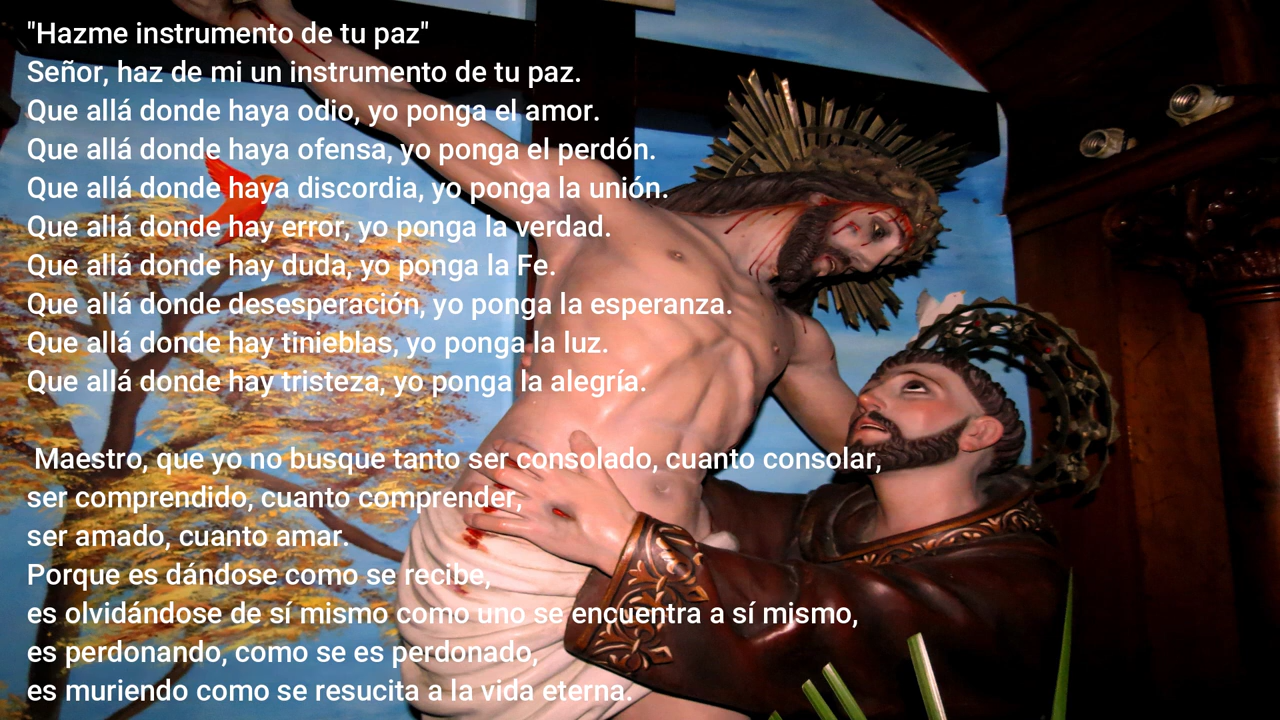 "Hazme instrumento de tu paz"
Señor, haz de mi un instrumento de tu paz.
Que allá donde haya odio, yo ponga el amor.
Que allá donde haya ofensa, yo ponga el perdón.
Que allá donde haya discordia, yo ponga la unión.
Que allá donde hay error, yo ponga la verdad.
Que allá donde hay duda, yo ponga la Fe.
Que allá donde desesperación, yo ponga la esperanza.
Que allá donde hay tinieblas, yo ponga la luz.
Que allá donde hay tristeza, yo ponga la alegría.
Maestro, que yo no busque tanto ser consolado, cuanto consolar,
ser comprendido, cuanto comprender,
ser amado, cuanto amar.
Porque es dándose como se recibe,
es olvidándose de sí mismo como uno se encuentra a sí mismo,
es perdonando, como se es perdonado,
es muriendo como se resucita a la vida eterna.